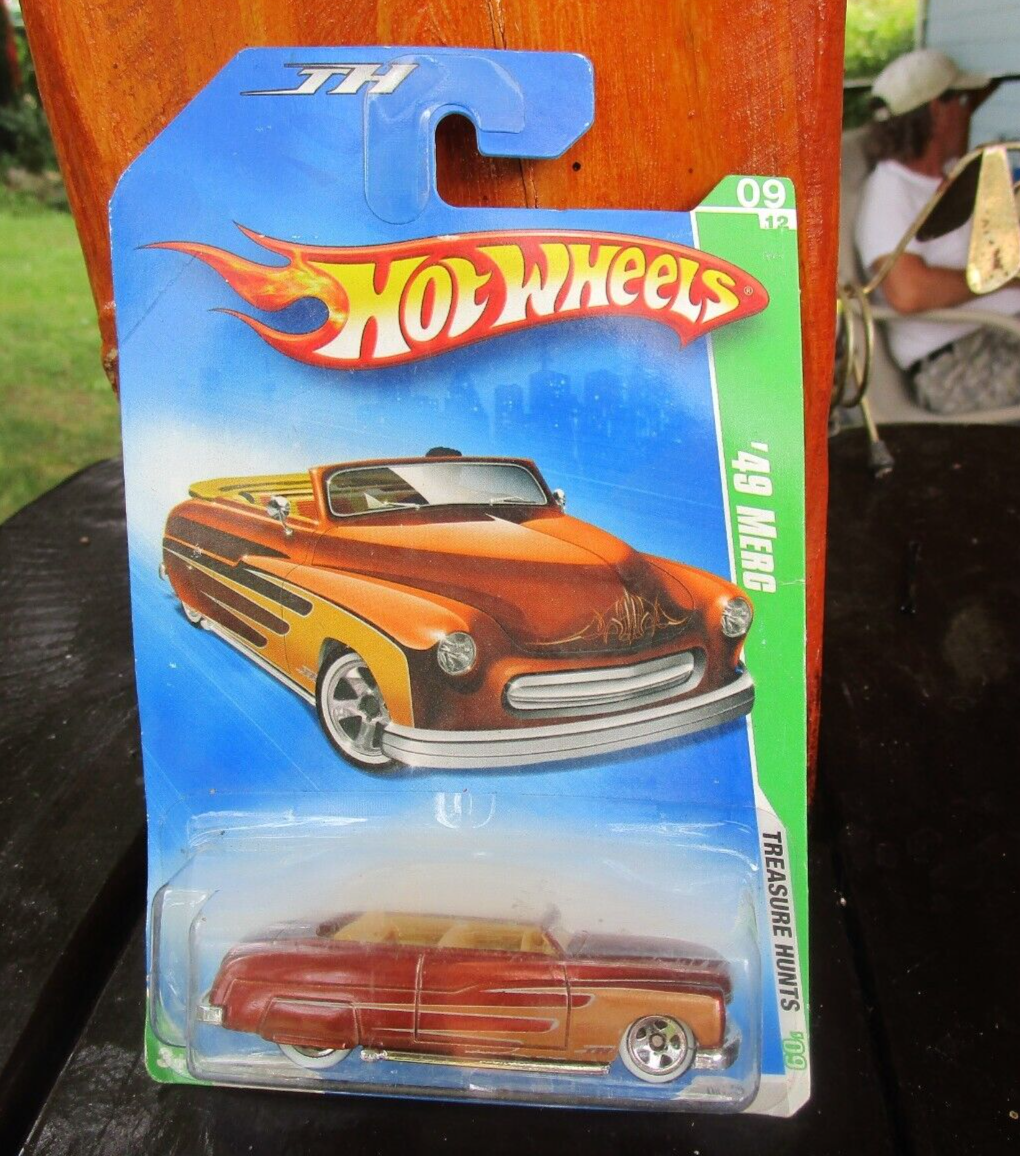 TH
09
12
HOT WHEELS®
'49 MERC
TREASURE HUNTS
'09